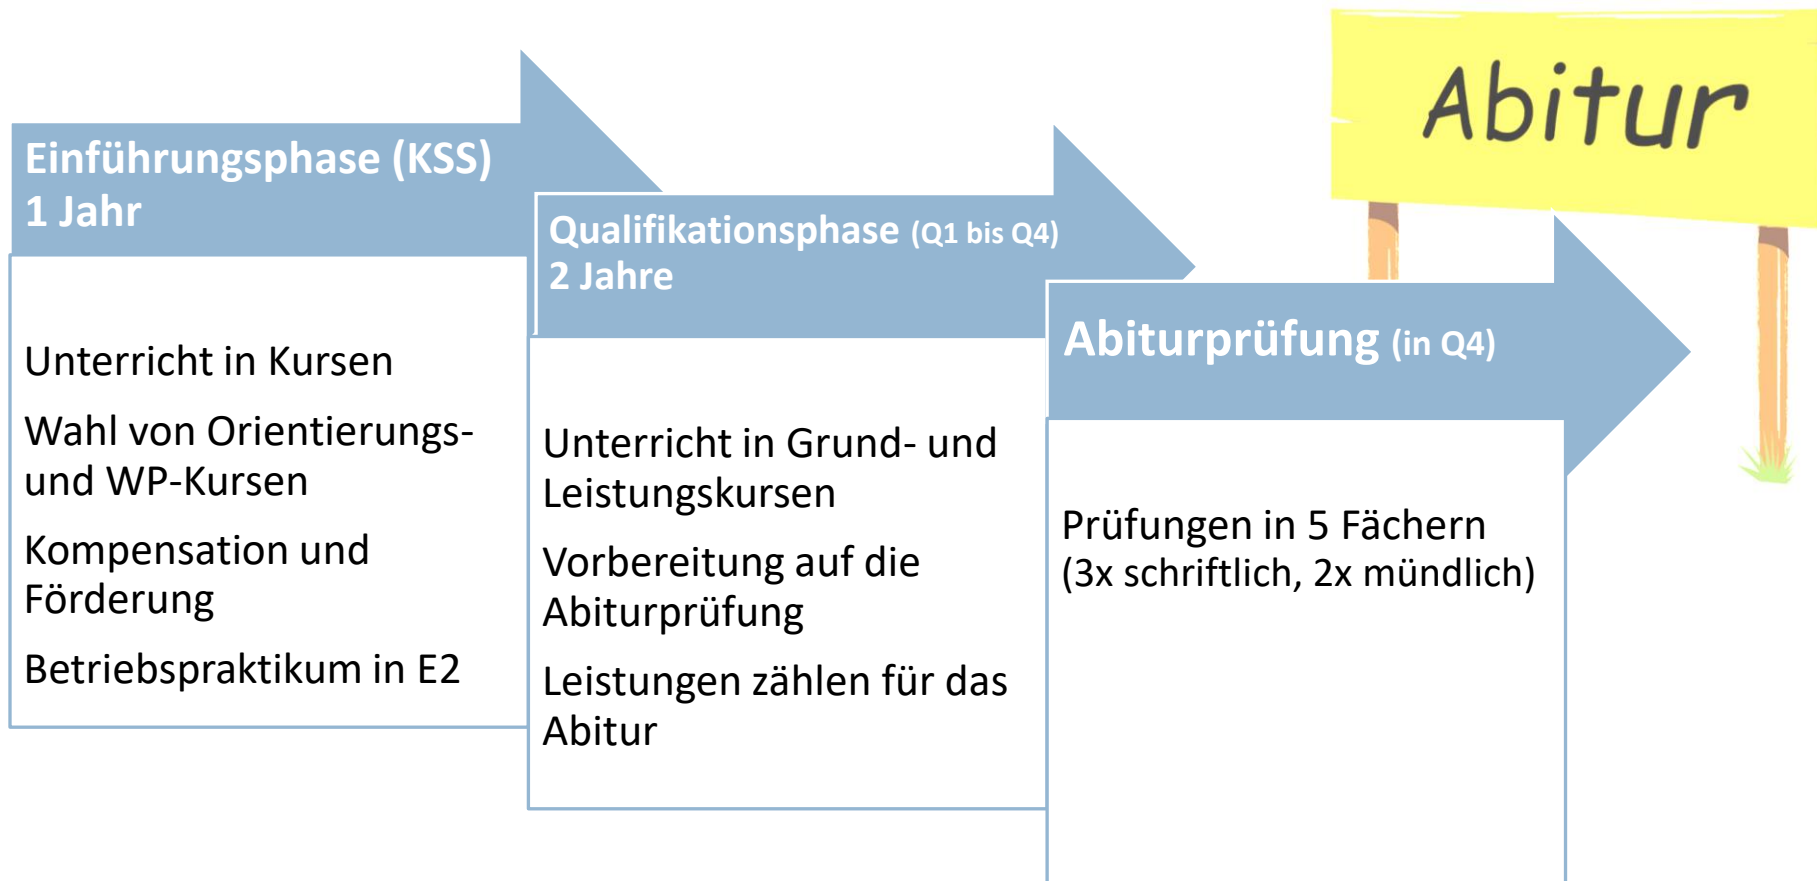 Abitur
Einführungsphase (KSS)
1 Jahr
Unterricht in Kursen
Wahl von Orientierungs-
und WP-Kursen
Kompensation und
Förderung
Betriebspraktikum in E2
Qualifikationsphase (Q1 bis Q4)
2 Jahre
Unterricht in Grund- und
Leistungskursen
Vorbereitung auf die
Abiturprüfung
Leistungen zählen für das
Abitur
Abiturprüfung (in Q4)
Prüfungen in 5 Fächern
(3x schriftlich, 2x mündlich)